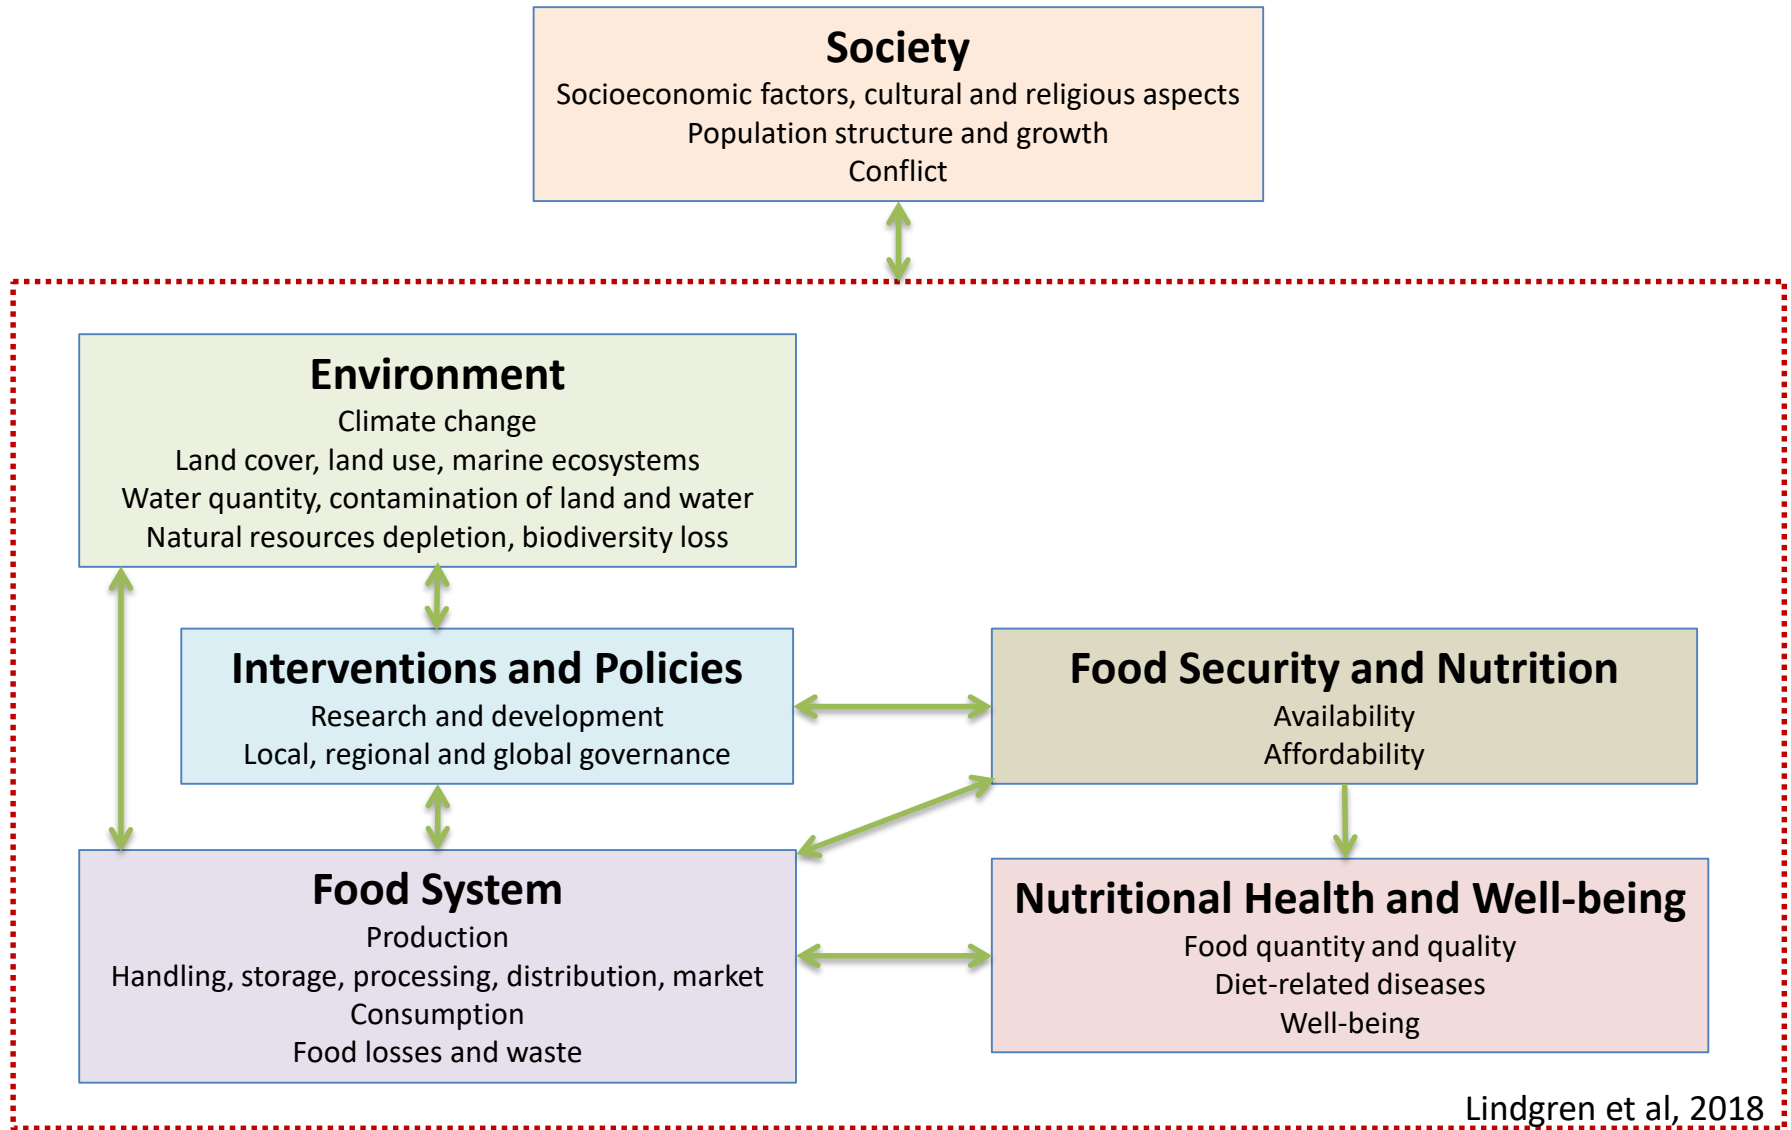 Society
Socioeconomic factors, cultural and religious aspects
Population structure and growth
Conflict
Environment
Climate change
Land cover, land use, marine ecosystems
Water quantity, contamination of land and water
Natural resources depletion, biodiversity loss
Interventions and Policies
Research and development
Local, regional and global governance
Food Security and Nutrition
Availability
Affordability
Food System
Production
Handling, storage, processing, distribution, market
Consumption
Food losses and waste
Nutritional Health and Well-being
Food quantity and quality
Diet-related diseases
Well-being
Lindgren et al, 2018